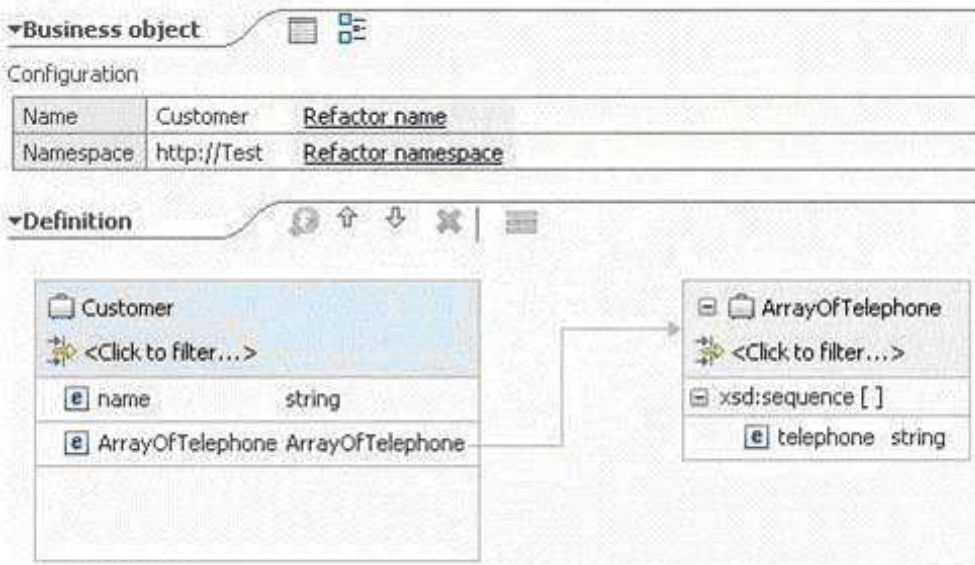 Business object
Configuration
Name Customer Refactor name
Namespace http://Test Refactor namespace
Definition
Customer
<Click to filter...>
name string
ArrayOfTelephone ArrayOfTelephone
ArrayOfTelephone
<Click to filter...>
xsd:sequence [ ]
e telephone string